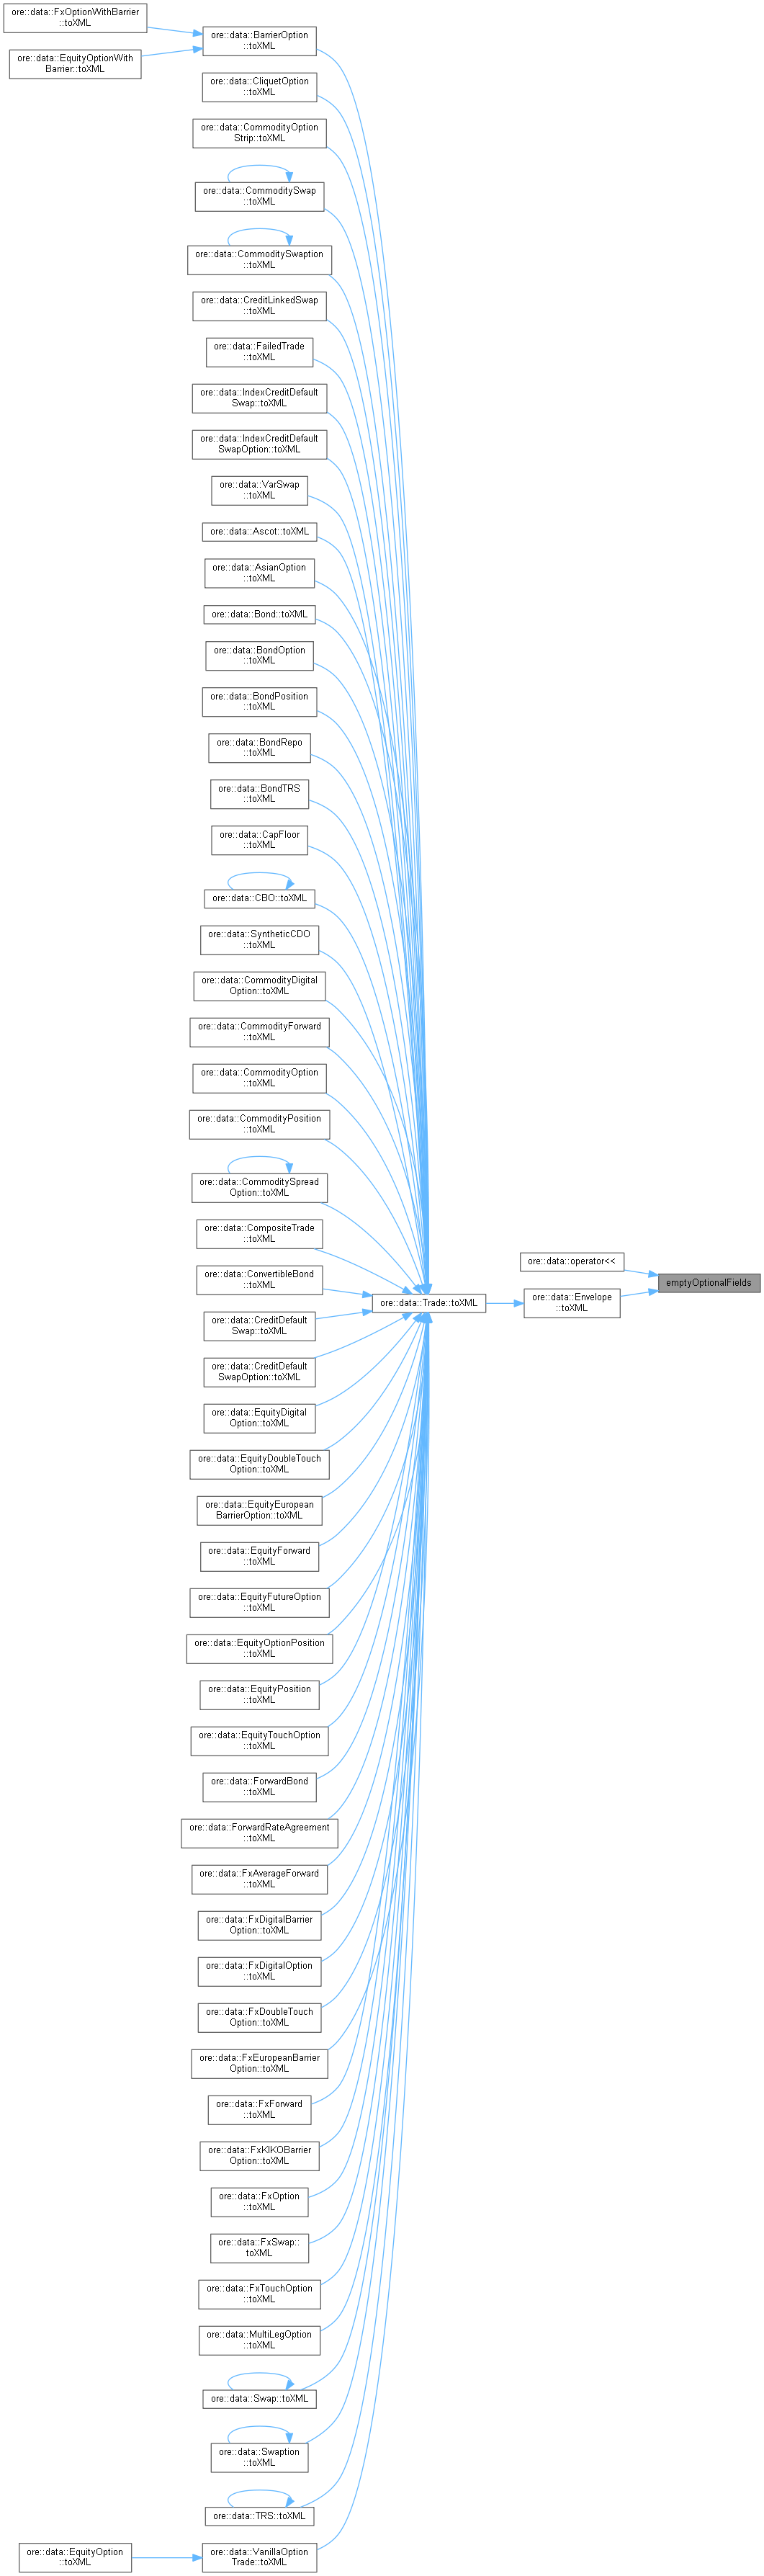 ore::data::FxOptionWithBarrier
::toXML
ore::data::EquityOptionWith
Barrier::toXML
ore::data::BarrierOption
::toXML
ore::data::CliquetOption
::toXML
ore::data::CommodityOption
Strip::toXML
ore::data::CommoditySwap
::toXML
ore::data::CommoditySwaption
::toXML
ore::data::CreditLinkedSwap
::toXML
ore::data::FailedTrade
::toXML
ore::data::IndexCreditDefault
Swap::toXML
ore::data::IndexCreditDefault
SwapOption::toXML
ore::data::VarSwap
::toXML
ore::data::Ascot::toXML
ore::data::AsianOption
::toXML
ore::data::Bond::toXML
ore::data::BondOption
::toXML
ore::data::BondPosition
::toXML
ore::data::BondRepo
::toXML
ore::data::BondTRS
::toXML
ore::data::CapFloor
::toXML
ore::data::CBO::toXML
ore::data::SyntheticCDO
::toXML
ore::data::CommodityDigital
Option::toXML
ore::data::CommodityForward
::toXML
ore::data::CommodityOption
::toXML
ore::data::CommodityPosition
::toXML
ore::data::CommoditySpread
Option::toXML
ore::data::CompositeTrade
::toXML
ore::data::ConvertibleBond
::toXML
ore::data::CreditDefault
Swap::toXML
ore::data::CreditDefault
SwapOption::toXML
ore::data::EquityDigital
Option::toXML
ore::data::EquityDoubleTouch
Option::toXML
ore::data::EquityEuropean
BarrierOption::toXML
ore::data::EquityForward
::toXML
ore::data::EquityFutureOption
::toXML
ore::data::EquityOptionPosition
::toXML
ore::data::EquityPosition
::toXML
ore::data::EquityTouchOption
::toXML
ore::data::ForwardBond
::toXML
ore::data::ForwardRateAgreement
::toXML
ore::data::FxAverageForward
::toXML
ore::data::FxDigitalBarrier
Option::toXML
ore::data::FxDigitalOption
::toXML
ore::data::FxDoubleTouch
Option::toXML
ore::data::FxEuropeanBarrier
Option::toXML
ore::data::FxForward
::toXML
ore::data::FxKIKOBarrier
Option::toXML
ore::data::FxOption
::toXML
ore::data::FxSwap::
toXML
ore::data::FxTouchOption
::toXML
ore::data::MultiLegOption
::toXML
ore::data::Swap::toXML
ore::data::Swaption
::toXML
ore::data::TRS::toXML
ore::data::VanillaOption
Trade::toXML
ore::data::EquityOption
::toXML
ore::data::Trade::toXML
ore::data::operator<<
ore::data::Envelope
::toXML
emptyOptionalFields